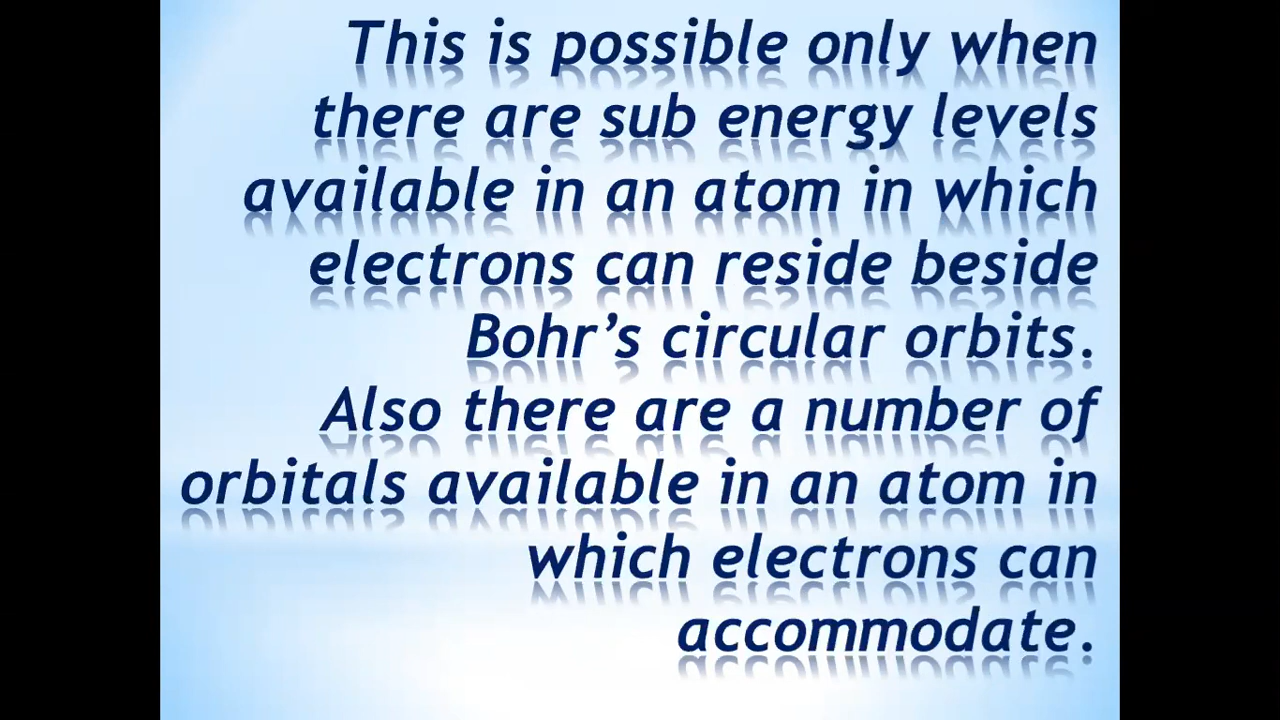 This is possible only when
there are sub energy levels
available in an atom in which
electrons can reside beside
Bohr’s circular orbits.
Also there are a number of
orbitals available in an atom in
which electrons can
accommodate.